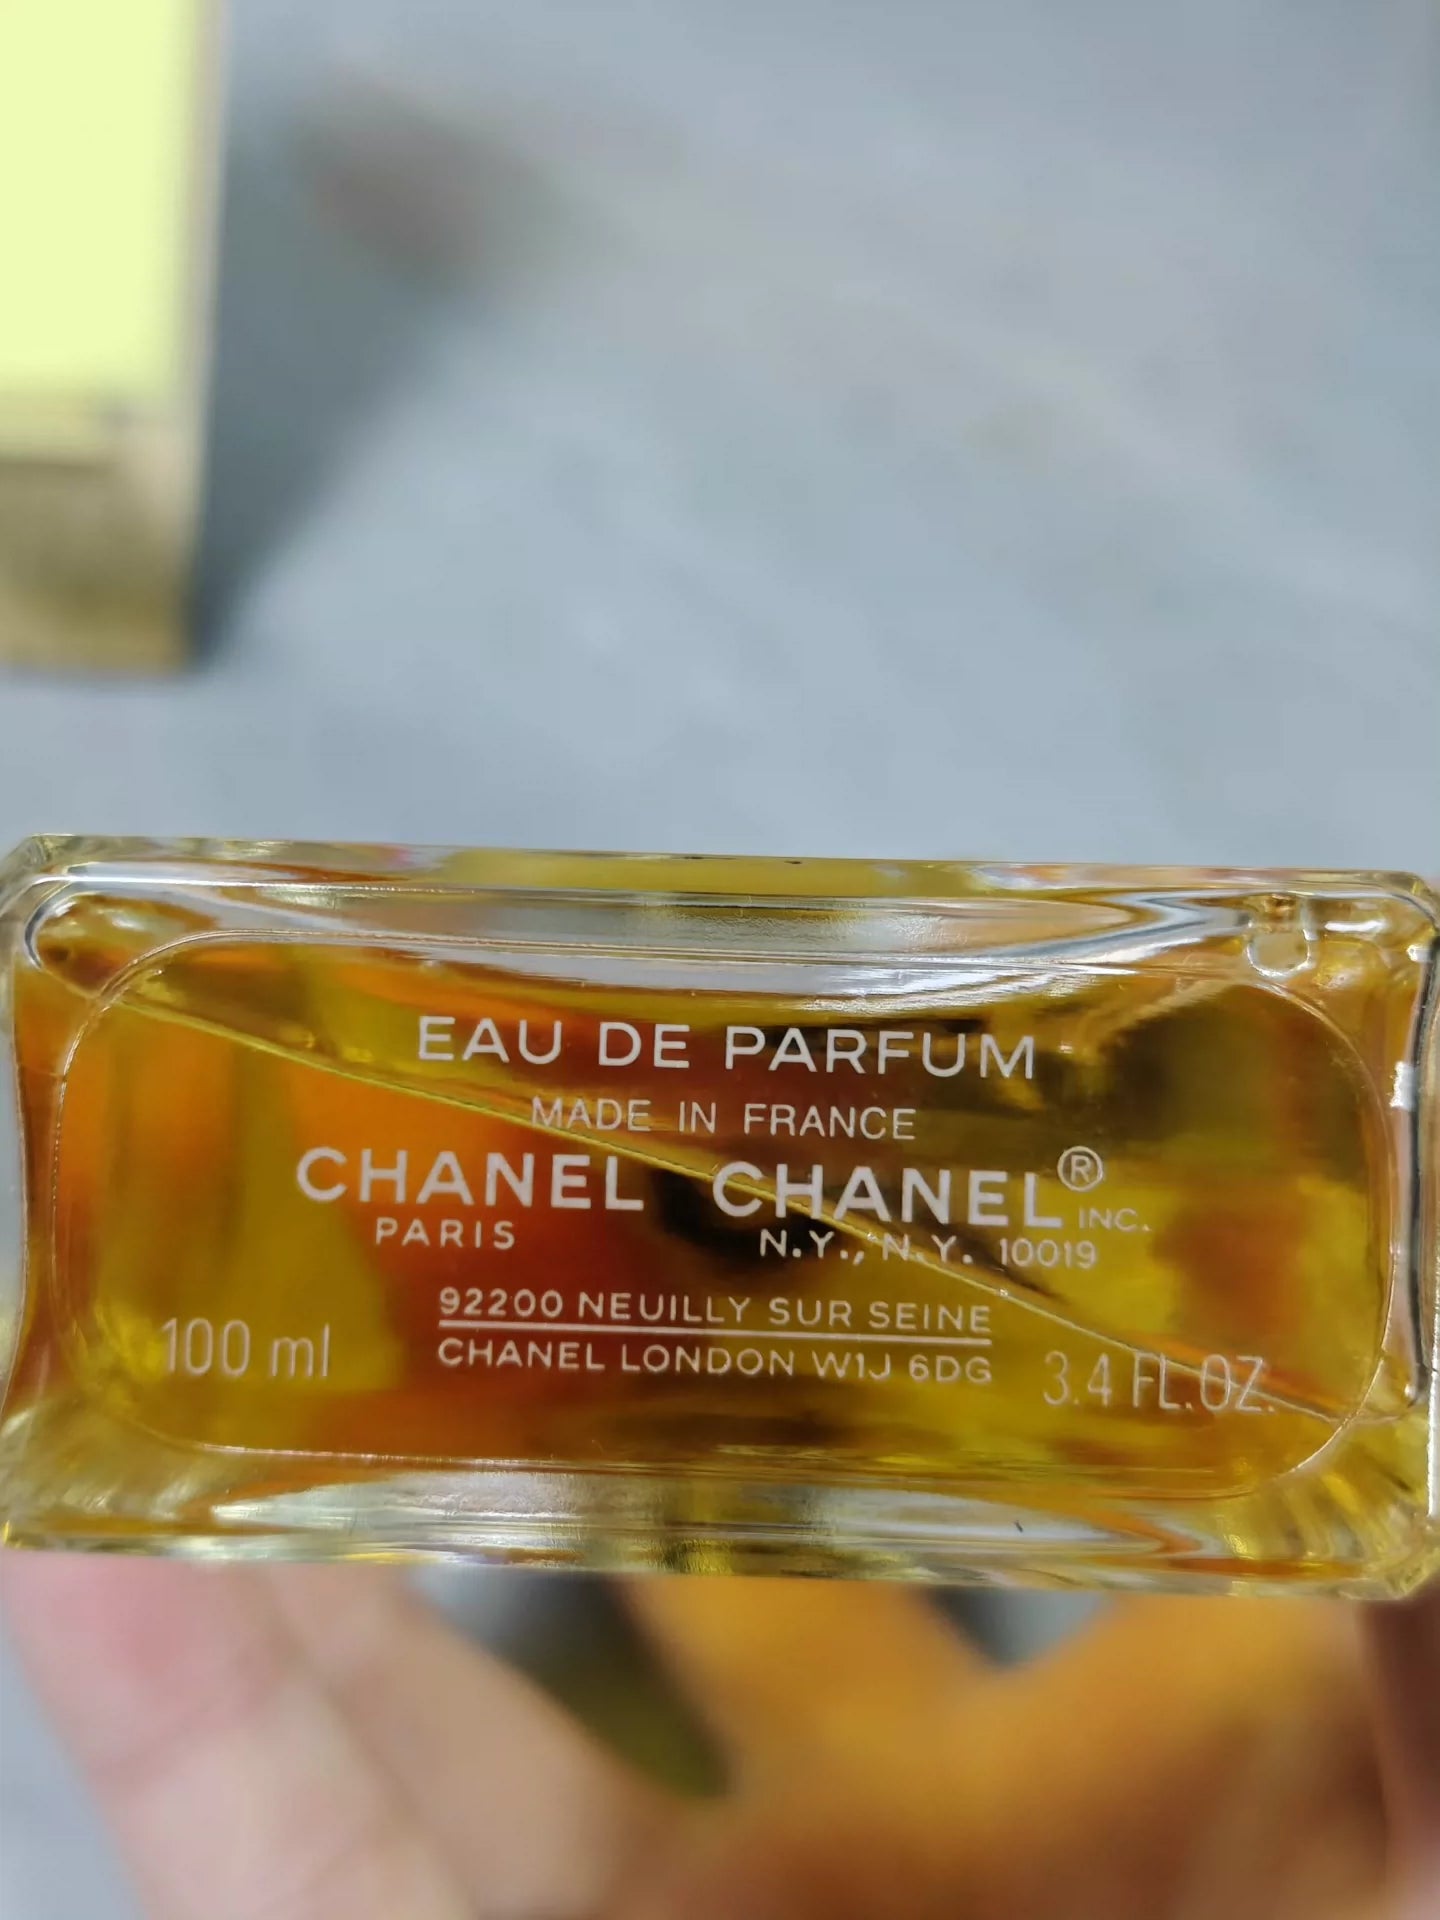 EAU DE PARFUM
MADE IN FRANCE
CHANEL CHANEL® INC.
PARIS N.Y., N.Y. 10019
92200 NEUILLY SUR SEINE
100 ml CHANEL LONDON W1J 6DG 3.4 FL.OZ.